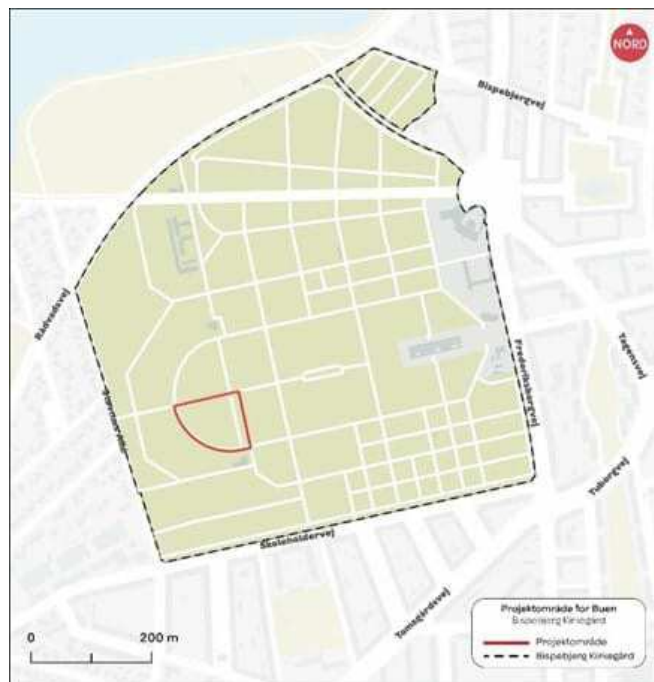 NORD
Bispebjergvej
Rådvadsvej
Tagensvej
Frederiksborgvej
Tuborgvej
Skoleholdervej
Tomsgårdsvej
0 200 m
Projektområde for Buen
Bispebjerg Kirkegård
Projektområde
Bispebjerg Kirkegård